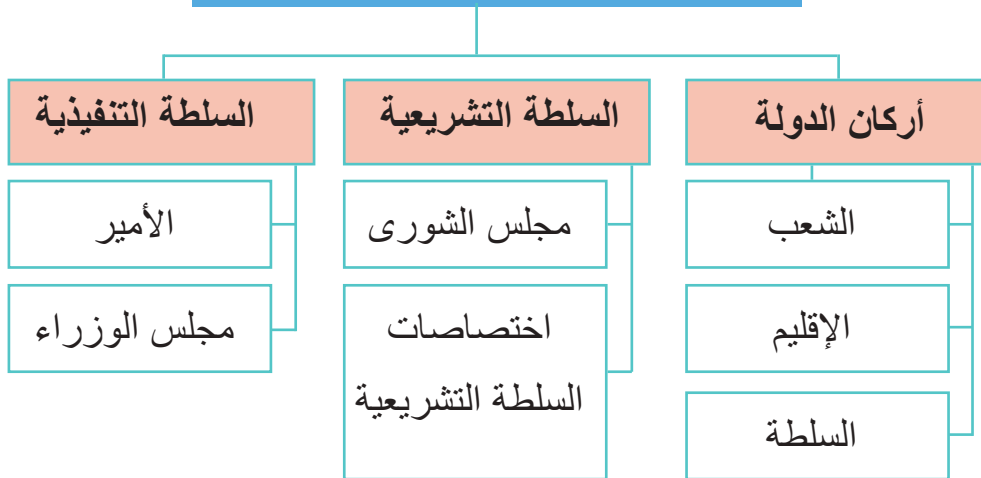 أركان الدولة
الشعب
الإقليم
السلطة
السلطة التشريعية
مجلس الشورى
اختصاصات
السلطة التشريعية
السلطة التنفيذية
الأمير
مجلس الوزراء